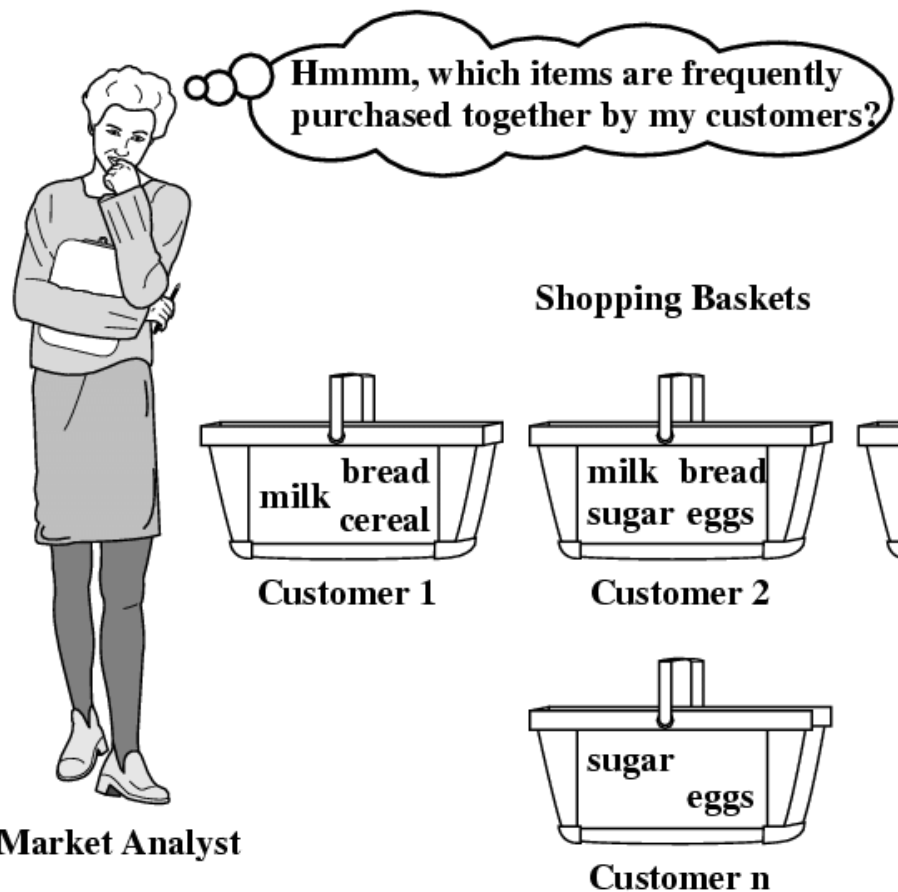 Hmmm, which items are frequently
purchased together by my customers?
Shopping Baskets
milk
bread
cereal
milk bread
sugar eggs
Customer 1
Customer 2
sugar
eggs
Market Analyst
Customer n